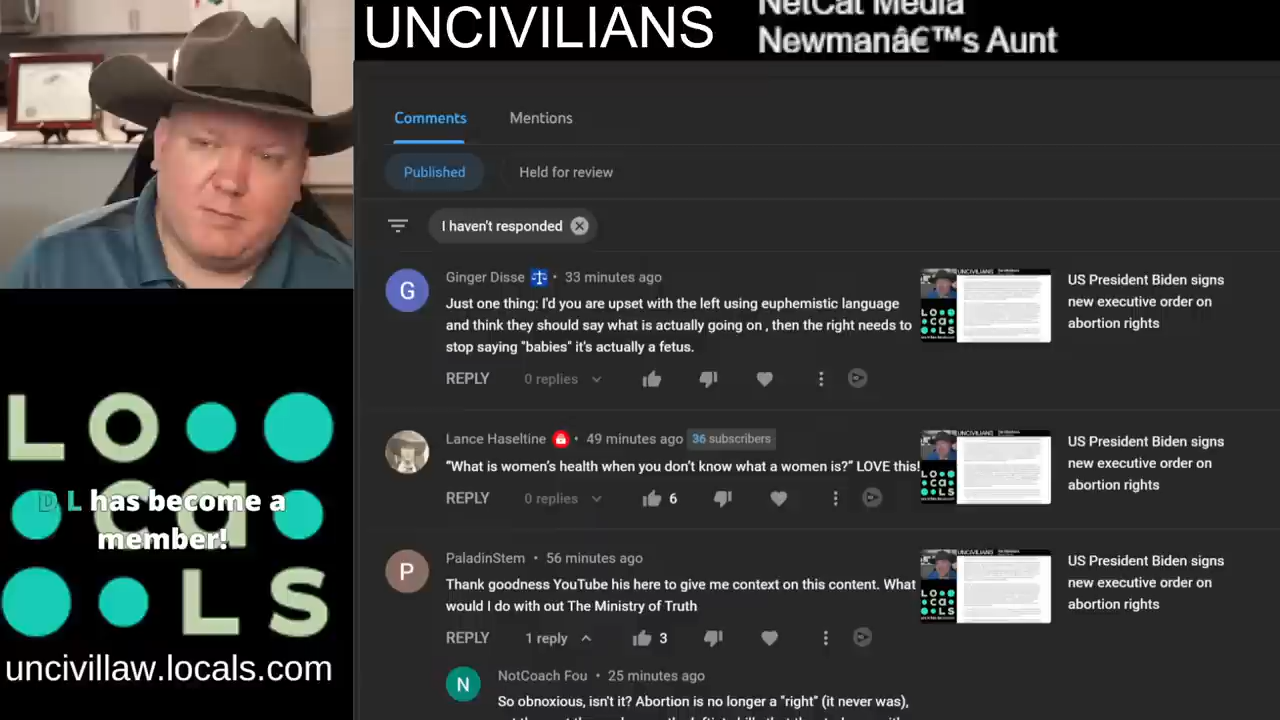 UNCIVILIANS
NetCat Media
Newmanâ€™s Aunt
Comments
Mentions
Published
Held for review
I haven't responded
G
Ginger Disse • 33 minutes ago
Just one thing: I'd you are upset with the left using euphemistic language
and think they should say what is actually going on , then the right needs to
stop saying "babies" it's actually a fetus.
REPLY 0 replies
US President Biden signs
new executive order on
abortion rights
Lance Haseltine • 49 minutes ago 36 subscribers
“What is women’s health when you don’t know what a women is?” LOVE this!
REPLY 0 replies 6
US President Biden signs
new executive order on
abortion rights
P
PaladinStem • 56 minutes ago
Thank goodness YouTube his here to give me context on this content. What
would I do with out The Ministry of Truth
REPLY 1 reply 3
US President Biden signs
new executive order on
abortion rights
N
NotCoach Fou • 25 minutes ago
So obnoxious, isn't it? Abortion is no longer a "right" (it never was),
LOcaLS
D L has become a
member!
uncivillaw.locals.com